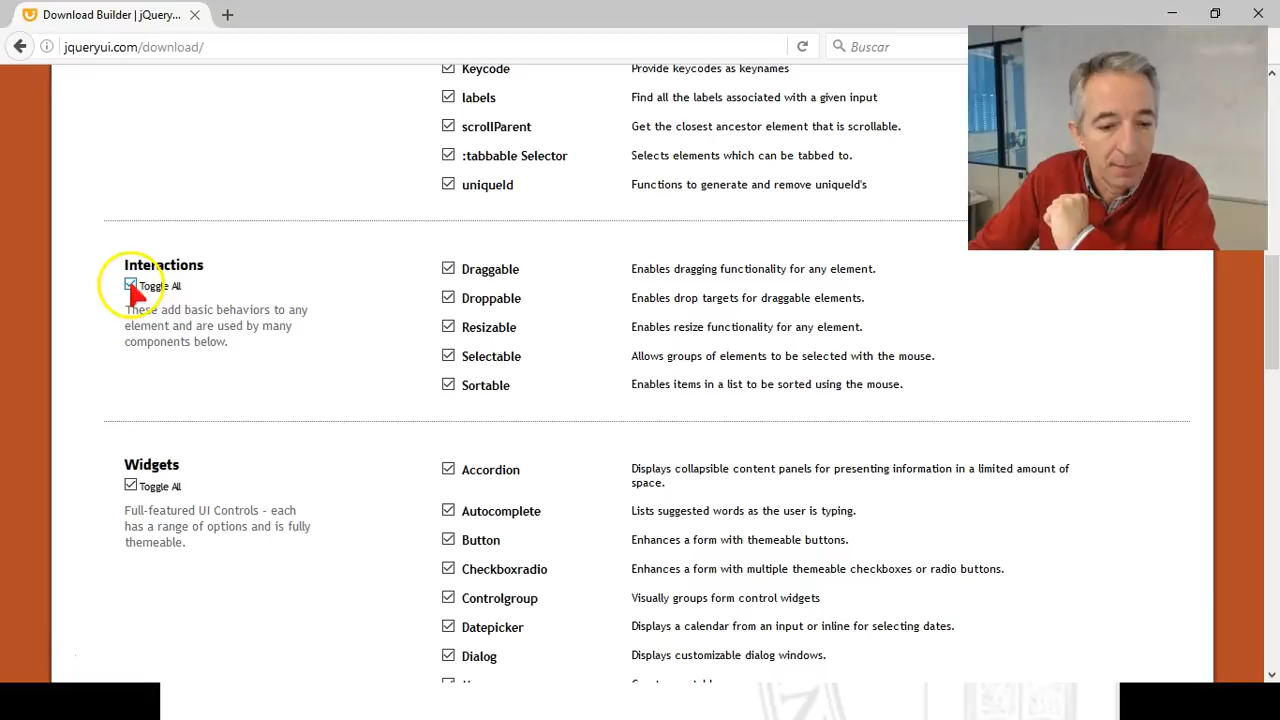 Download Builder | jQuery...
jqueryui.com/download/
Buscar
Keycode Provide keycodes as keynames
labels Find all the labels associated with a given input
scrollParent Get the closest ancestor element that is scrollable.
:tabbable Selector Selects elements which can be tabbed to.
uniqueId Functions to generate and remove uniqueId's
Interactions
Toggle All
These add basic behaviors to any
element and are used by many
components below.
Draggable Enables dragging functionality for any element.
Droppable Enables drop targets for draggable elements.
Resizable Enables resize functionality for any element.
Selectable Allows groups of elements to be selected with the mouse.
Sortable Enables items in a list to be sorted using the mouse.
Widgets
Toggle All
Full-featured UI Controls - each
has a range of options and is fully
themeable.
Accordion Displays collapsible content panels for presenting information in a limited amount of
space.
Autocomplete Lists suggested words as the user is typing.
Button Enhances a form with themeable buttons.
Checkboxradio Enhances a form with multiple themeable checkboxes or radio buttons.
Controlgroup Visually groups form control widgets
Datepicker Displays a calendar from an input or inline for selecting dates.
Dialog Displays customizable dialog windows.